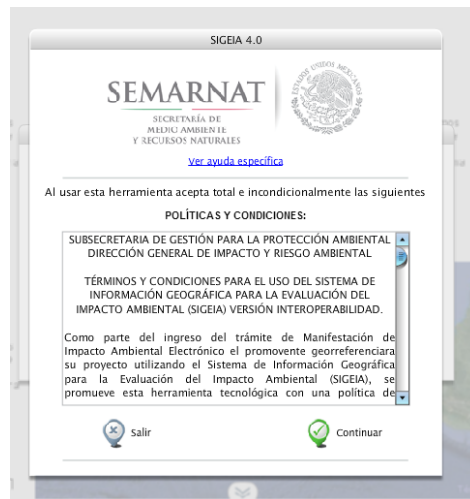 SIGEIA 4.0
SEMARNAT
SECRETARÍA DE
MEDIO AMBIENTE
Y RECURSOS NATURALES
ESTADOS UNIDOS MEXICANOS
Ver ayuda específica
Al usar esta herramienta acepta total e incondicionalmente las siguientes
POLÍTICAS Y CONDICIONES:
SUBSECRETARIA DE GESTIÓN PARA LA PROTECCIÓN AMBIENTAL
DIRECCIÓN GENERAL DE IMPACTO Y RIESGO AMBIENTAL
TÉRMINOS Y CONDICIONES PARA EL USO DEL SISTEMA DE
INFORMACIÓN GEOGRÁFICA PARA LA EVALUACIÓN DEL
IMPACTO AMBIENTAL (SIGEIA) VERSIÓN INTEROPERABILIDAD.
Como parte del ingreso del trámite de Manifestación de
Impacto Ambiental Electrónico el promovente georreferenciara
su proyecto utilizando el Sistema de Información Geográfica
para la Evaluación del Impacto Ambiental (SIGEIA), se
promueve esta herramienta tecnológica con una política de
Salir
Continuar